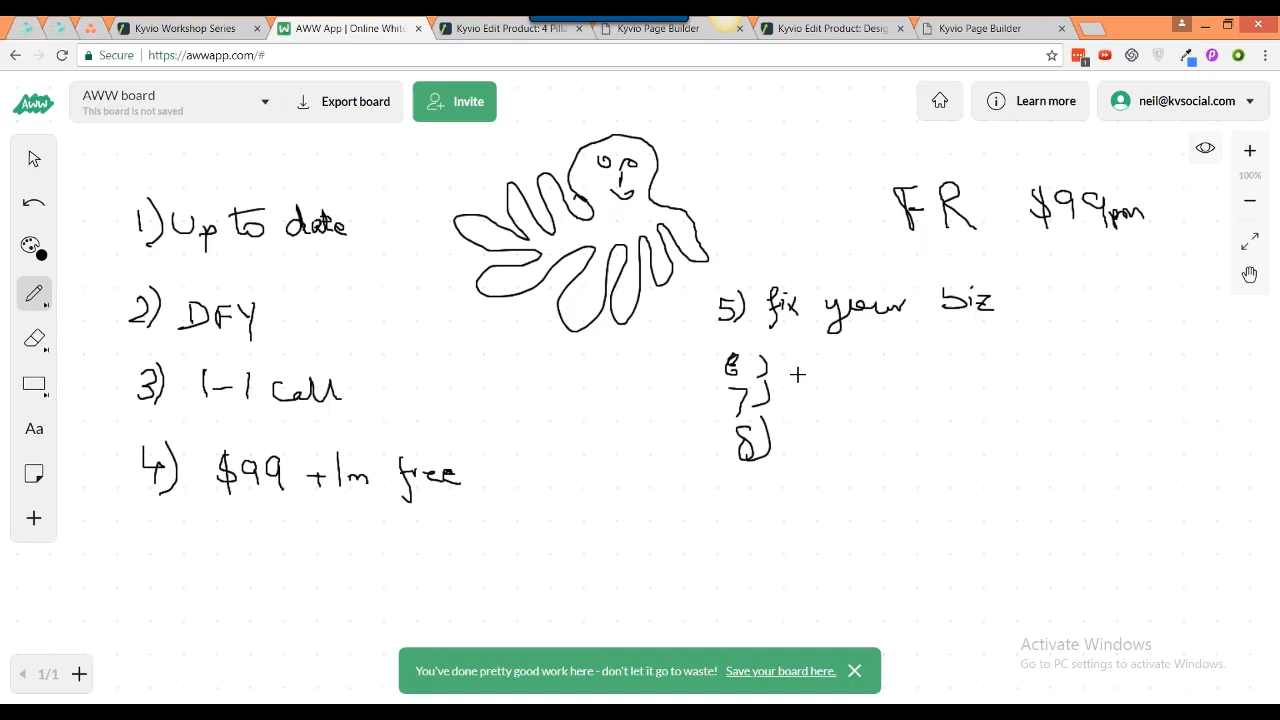 Kyvio Workshop Series
AWW App | Online White
Kyvio Edit Product: 4 Pilla
Kyvio Page Builder
Kyvio Edit Product: Desig
Kyvio Page Builder
Secure
https://awwapp.com/#
AWW
AWW board
This board is not saved
Export board
Invite
Learn more
neil@kvsocial.com
100%
Aa
1) Up to date
FR $99pm
2) DFY
5) fix your biz
6)
3) 1-1 call
7)
8)
4) $99 +1m free
Activate Windows
Go to PC settings to activate Windows.
You've done pretty good work here - don't let it go to waste! Save your board here.
1/1